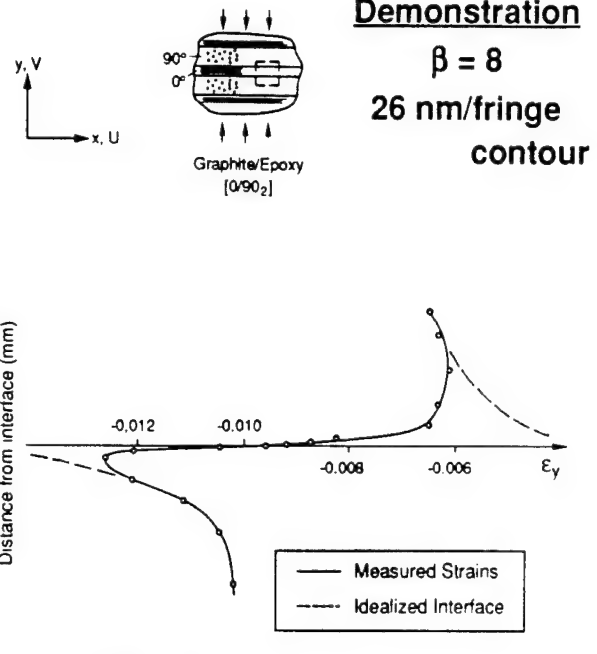 Demonstration
β = 8
26 nm/fringe
contour
y, V
x, U
90°
0°
Graphite/Epoxy
[0/90₂]
Distance from interface (mm)
-0,012
-0.010
-0.008
-0.006
εy
Measured Strains
Idealized Interface